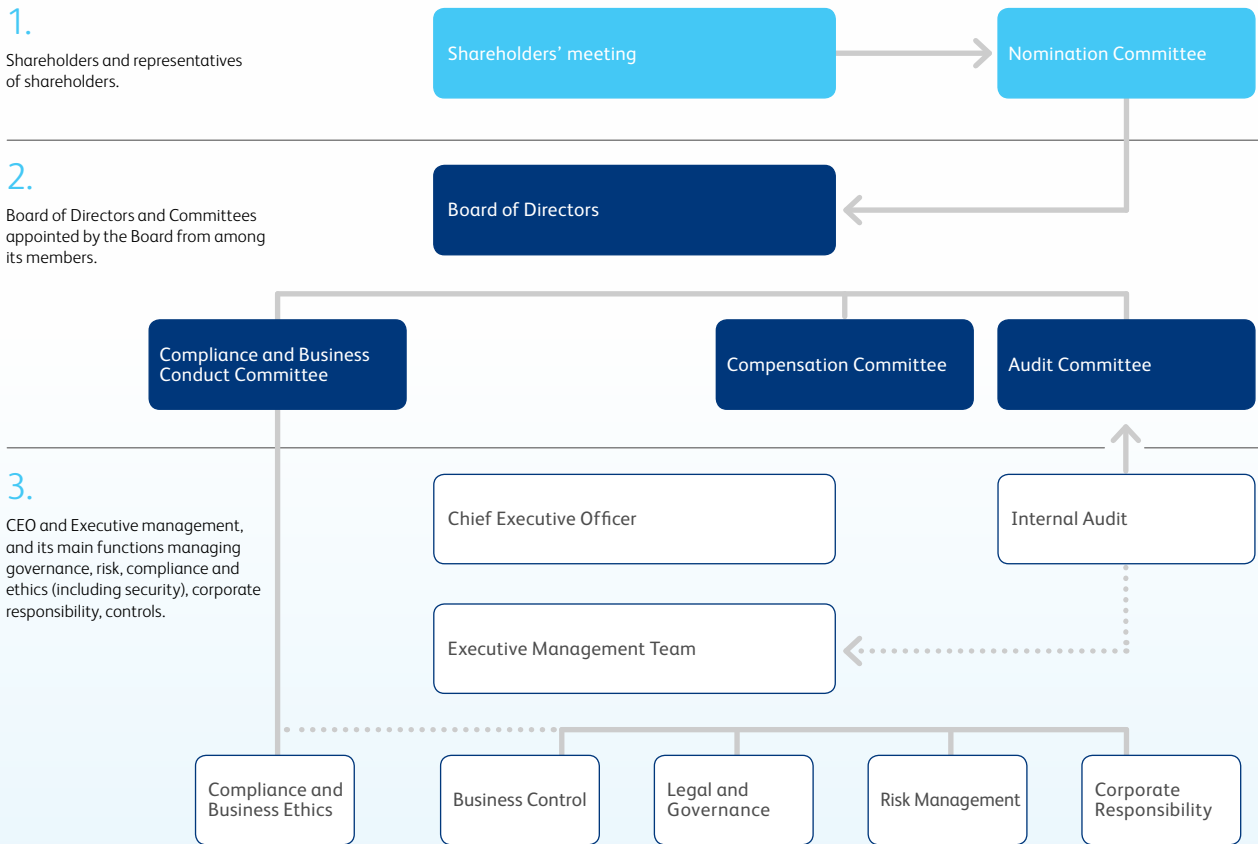 1.
Shareholders and representatives
of shareholders.
Shareholders’ meeting
Nomination Committee
2.
Board of Directors and Committees
appointed by the Board from among
its members.
Board of Directors
Compliance and Business
Conduct Committee
Compensation Committee
Audit Committee
3.
CEO and Executive management,
and its main functions managing
governance, risk, compliance and
ethics (including security), corporate
responsibility, controls.
Chief Executive Officer
Internal Audit
Executive Management Team
Compliance and
Business Ethics
Business Control
Legal and
Governance
Risk Management
Corporate
Responsibility